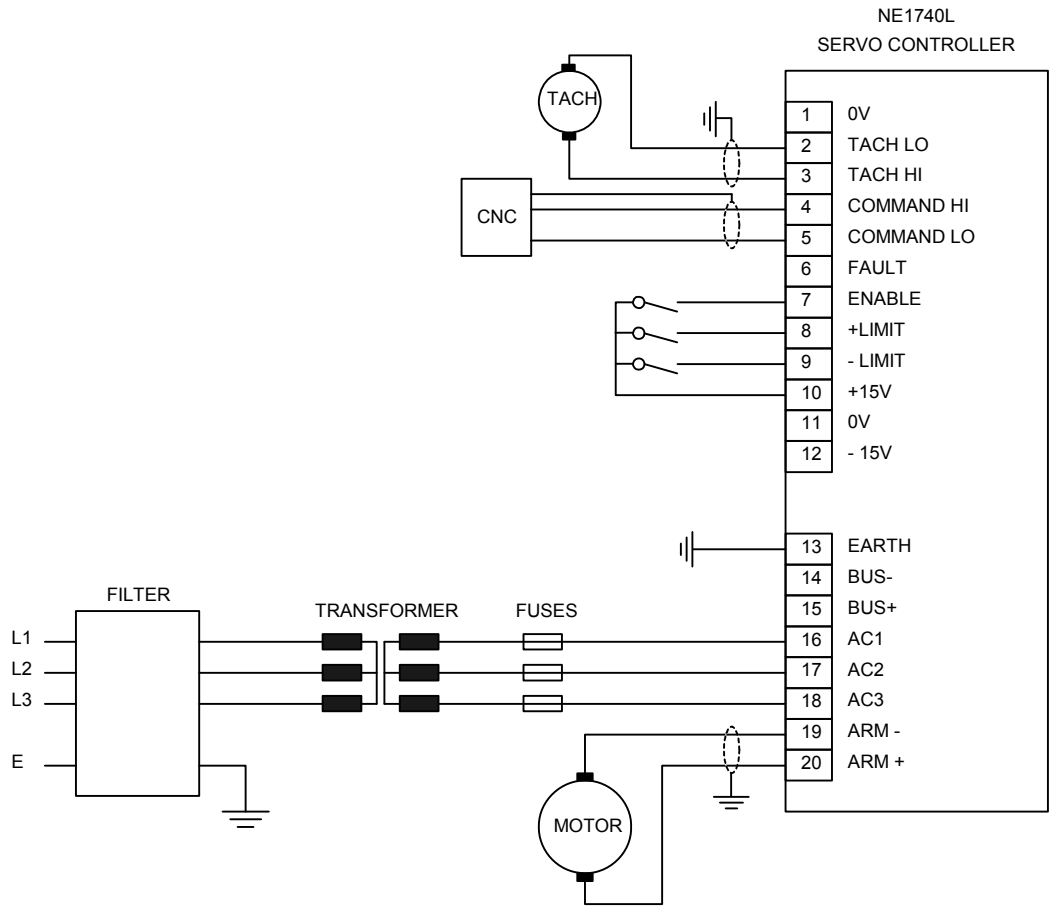 NE1740L
SERVO CONTROLLER
TACH
CNC
1 0V
2 TACH LO
3 TACH HI
4 COMMAND HI
5 COMMAND LO
6 FAULT
7 ENABLE
8 +LIMIT
9 - LIMIT
10 +15V
11 0V
12 - 15V
13 EARTH
14 BUS-
15 BUS+
16 AC1
17 AC2
18 AC3
19 ARM -
20 ARM +
FILTER
TRANSFORMER
FUSES
L1
L2
L3
E
MOTOR